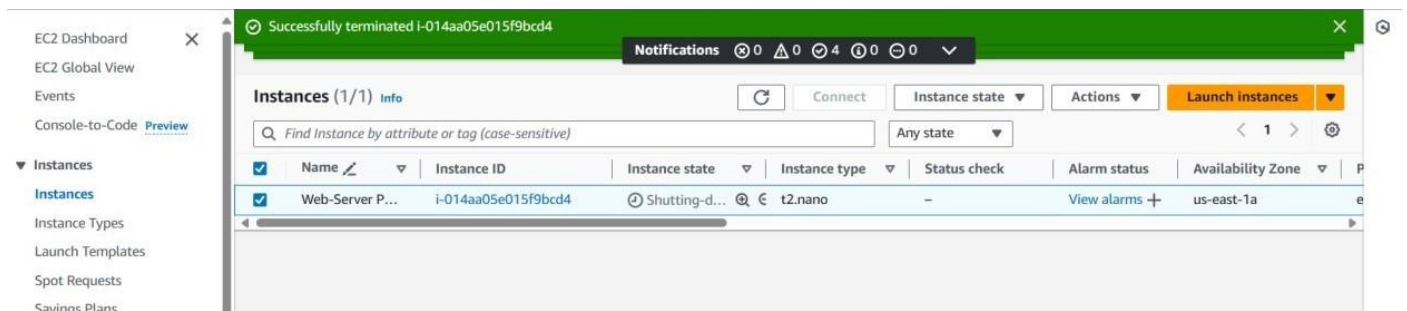 EC2 Dashboard
EC2 Global View
Events
Console-to-Code Preview
Instances
Instances
Instance Types
Launch Templates
Spot Requests
Savings Plans
Successfully terminated i-014aa05e015f9bcd4
Notifications 0 0 4 0 0
Instances (1/1) Info
Connect Instance state Actions Launch instances
Find Instance by attribute or tag (case-sensitive) Any state 1
Name Instance ID Instance state Instance type Status check Alarm status Availability Zone P
Web-Server P... i-014aa05e015f9bcd4 Shutting-d... t2.nano – View alarms + us-east-1a e